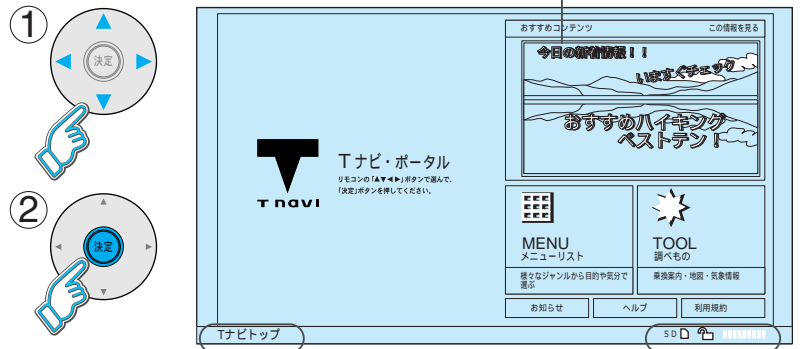 ①
決定
②
決定
おすすめコンテンツ
この情報を見る
今日の新着情報！！
いますぐチェック
おすすめハイキング
ベストテン！
T navi
Tナビ・ポータル
リモコンの「▲▼◀▶」ボタンで選んで、
「決定」ボタンを押してください。
MENU
メニューリスト
様々なジャンルから目的や気分で
選ぶ
TOOL
調べもの
乗換案内・地図・気象情報
お知らせ
ヘルプ
利用規約
Tナビトップ
SD